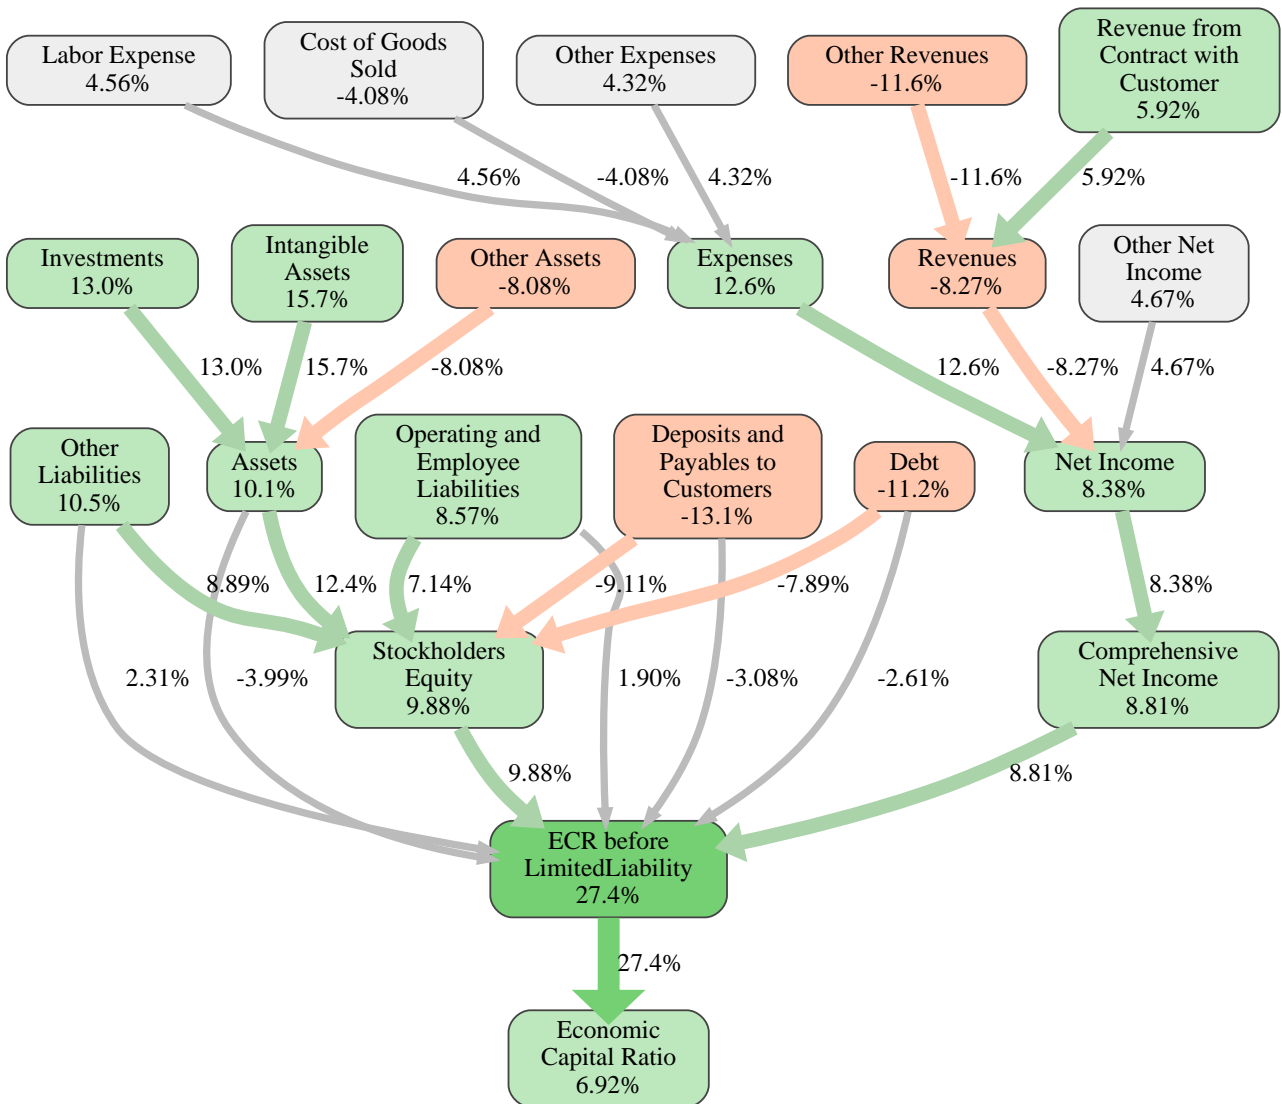 Labor Expense
4.56%
Cost of Goods
Sold
-4.08%
Other Expenses
4.32%
Other Revenues
-11.6%
Revenue from
Contract with
Customer
5.92%
4.56%
-4.08%
4.32%
-11.6%
5.92%
Investments
13.0%
Intangible
Assets
15.7%
Other Assets
-8.08%
Expenses
12.6%
Revenues
-8.27%
Other Net
Income
4.67%
13.0%
15.7%
-8.08%
12.6%
-8.27%
4.67%
Other
Liabilities
10.5%
Assets
10.1%
Operating and
Employee
Liabilities
8.57%
Deposits and
Payables to
Customers
-13.1%
Debt
-11.2%
Net Income
8.38%
8.89%
12.4%
7.14%
-9.11%
-7.89%
8.38%
Stockholders
Equity
9.88%
Comprehensive
Net Income
8.81%
2.31%
-3.99%
1.90%
-3.08%
-2.61%
9.88%
8.81%
ECR before
LimitedLiability
27.4%
27.4%
Economic
Capital Ratio
6.92%